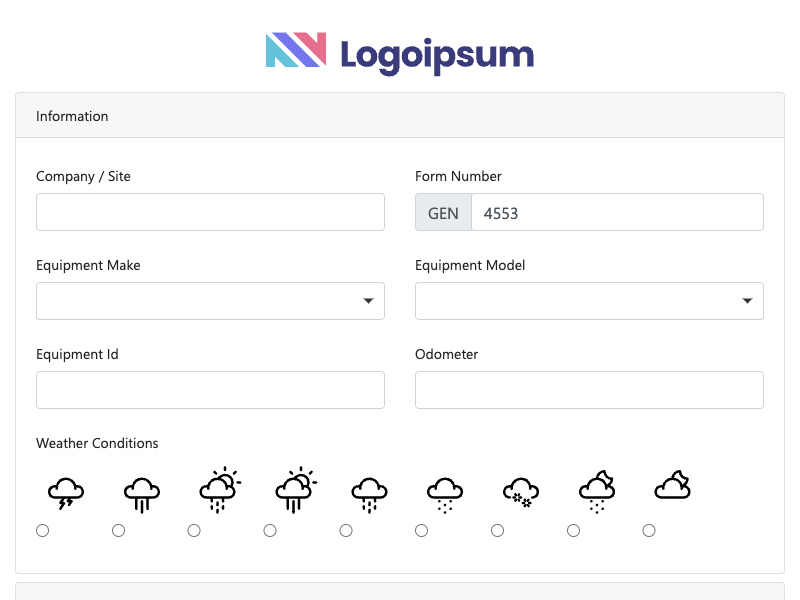 Logoipsum
Information
Company / Site
Form Number
GEN 4553
Equipment Make
Equipment Model
Equipment Id
Odometer
Weather Conditions